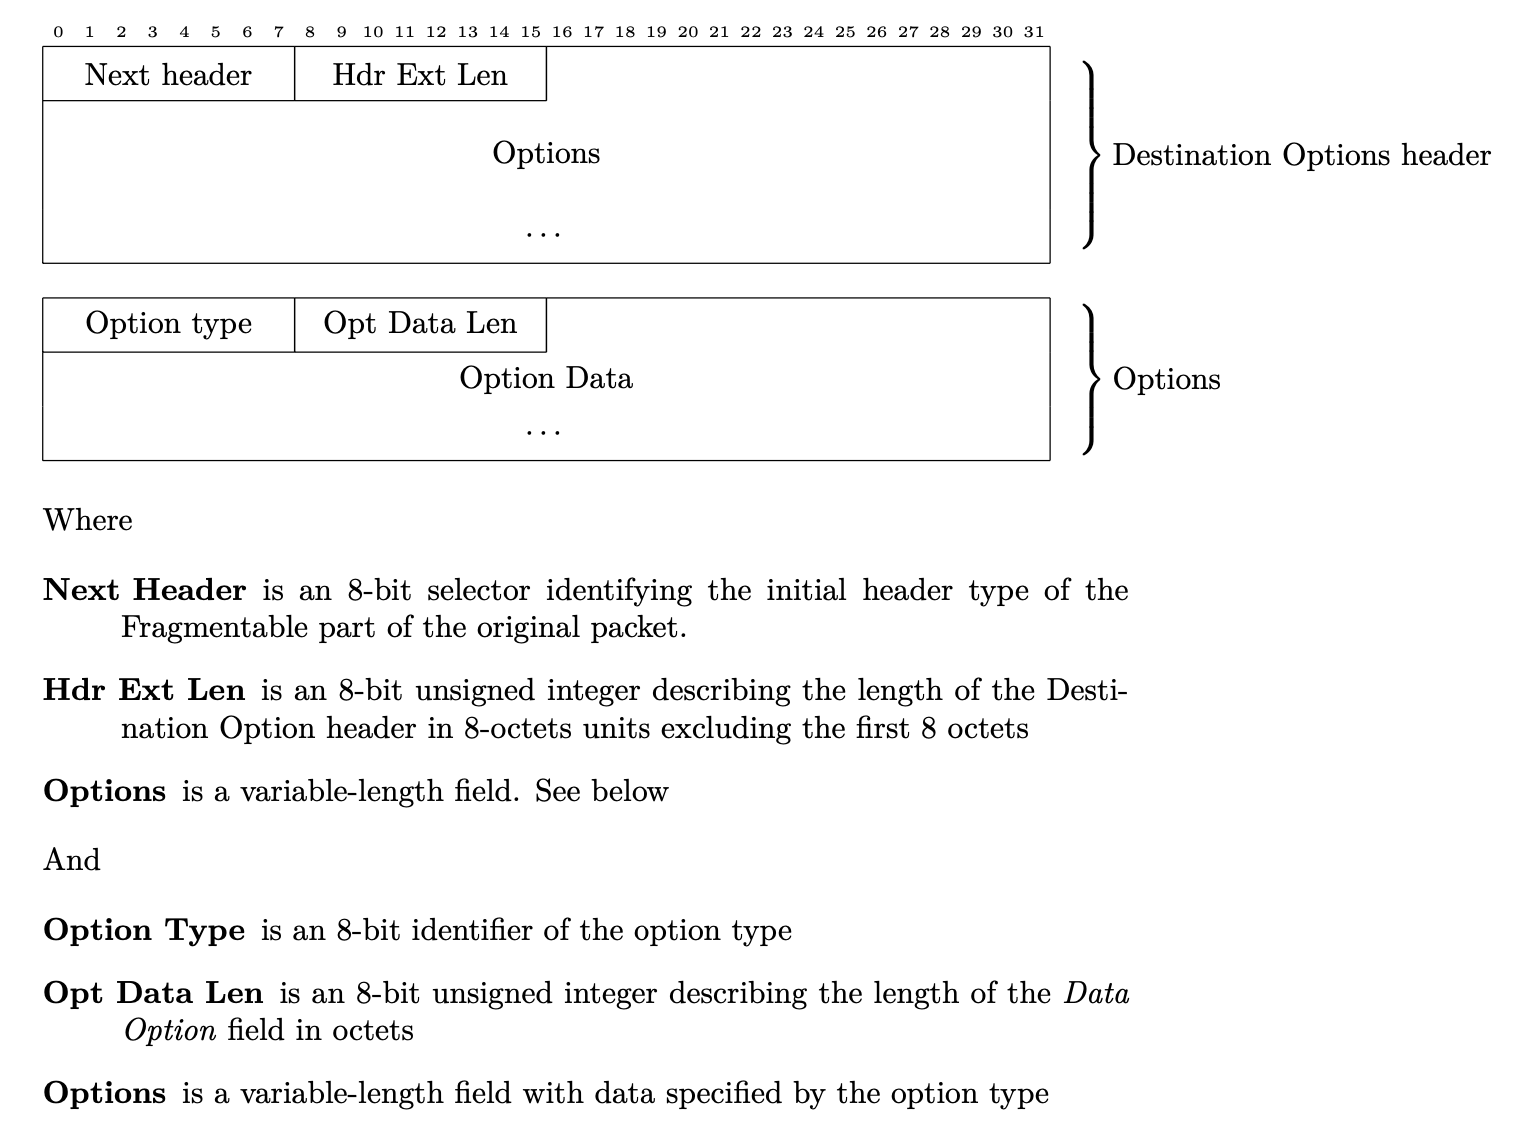 0 1 2 3 4 5 6 7 8 9 10 11 12 13 14 15 16 17 18 19 20 21 22 23 24 25 26 27 28 29 30 31
Next header Hdr Ext Len
Options
Destination Options header
...
Option type Opt Data Len
Option Data
Options
...
Where
Next Header is an 8-bit selector identifying the initial header type of the
Fragmentable part of the original packet.
Hdr Ext Len is an 8-bit unsigned integer describing the length of the Desti-
nation Option header in 8-octets units excluding the first 8 octets
Options is a variable-length field. See below
And
Option Type is an 8-bit identifier of the option type
Opt Data Len is an 8-bit unsigned integer describing the length of the Data
Option field in octets
Options is a variable-length field with data specified by the option type